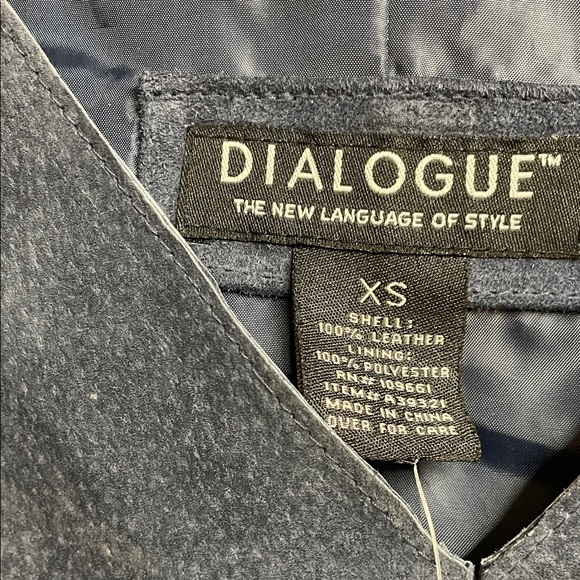 DIALOGUE™
THE NEW LANGUAGE OF STYLE
XS
SHELL:
100% LEATHER
LINING:
100% POLYESTER
RN# 109661
ITEM# A39321
MADE IN CHINA
OVER FOR CARE